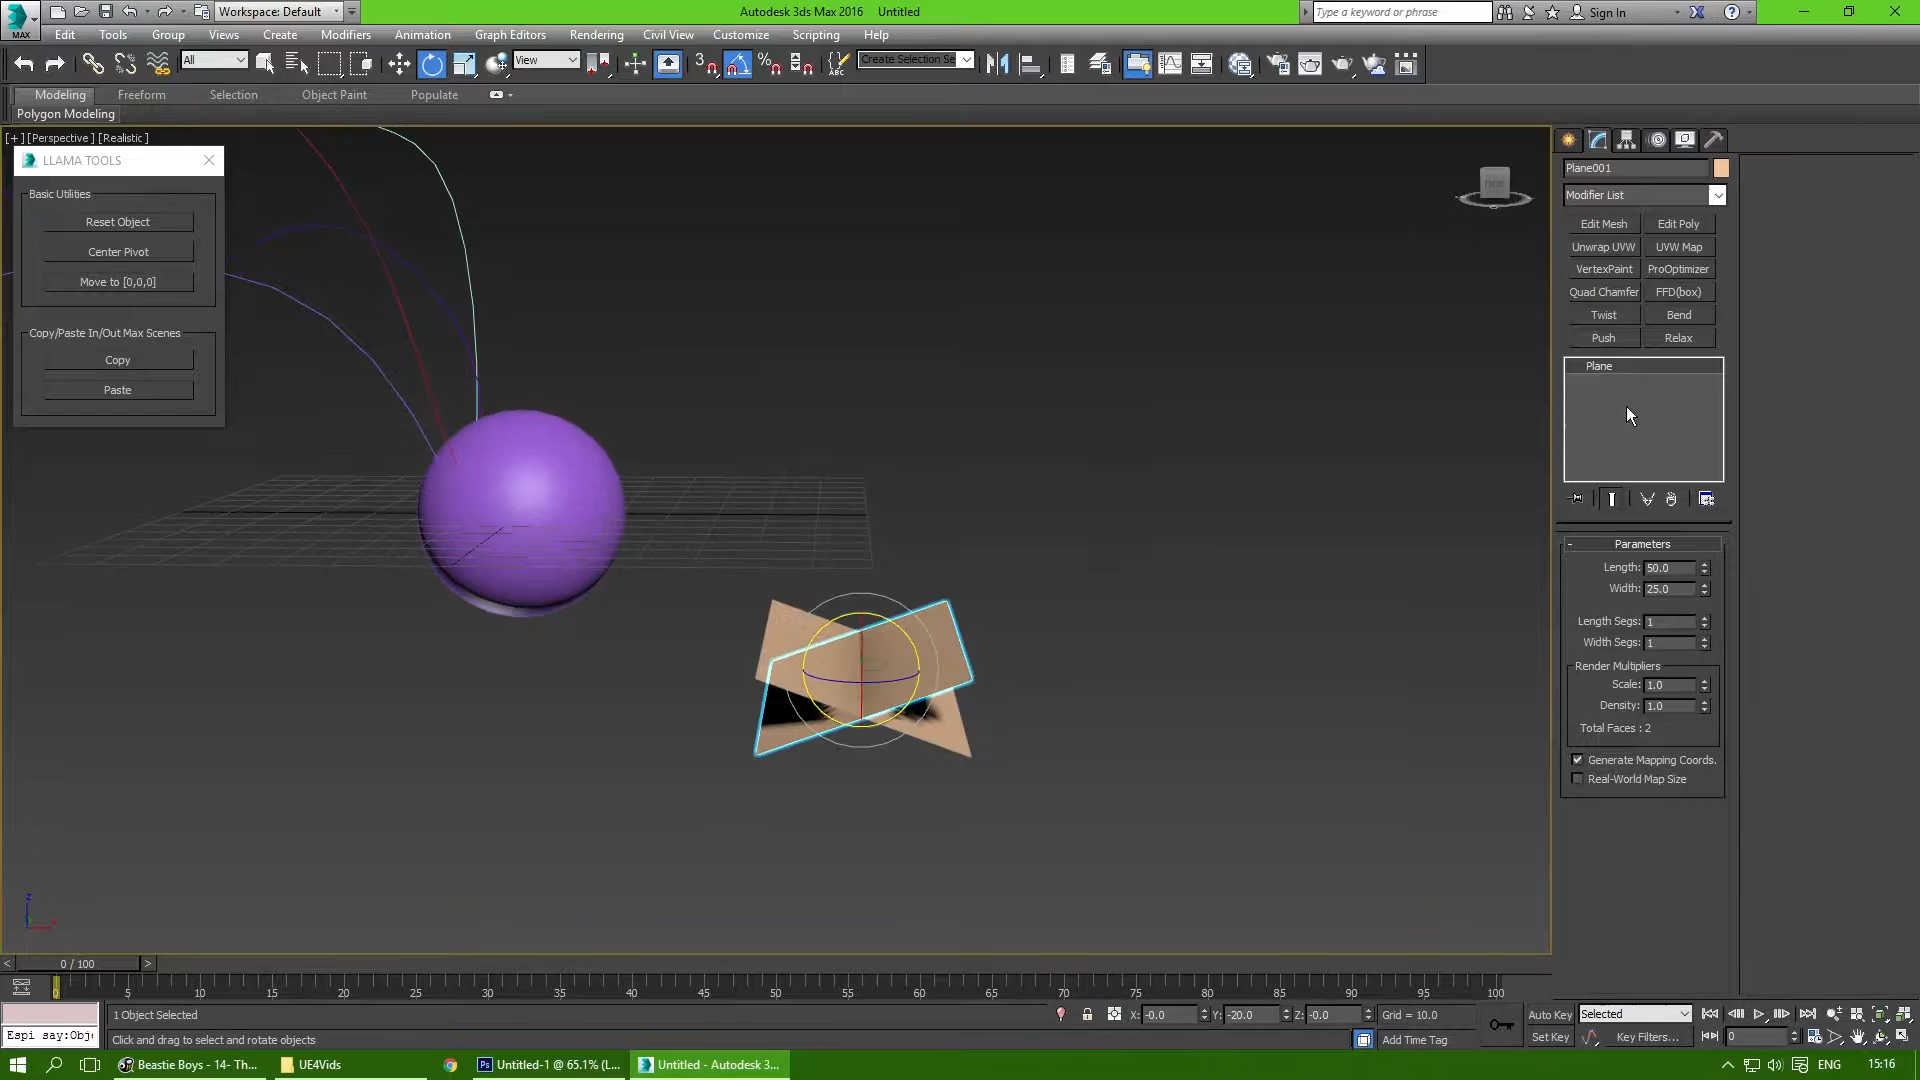 MAX
Workspace: Default
Autodesk 3ds Max 2016 Untitled
Type a keyword or phrase
Sign In
Edit Tools Group Views Create Modifiers Animation Graph Editors Rendering Civil View Customize Scripting Help
All
View
3
ABC
Create Selection Se
Modeling Freeform Selection Object Paint Populate
Polygon Modeling
[+] [Perspective] [Realistic]
LLAMA TOOLS
Basic Utilities
Reset Object
Center Pivot
Move to [0,0,0]
Copy/Paste In/Out Max Scenes
Copy
Paste
Plane001
Modifier List
Edit Mesh Edit Poly
Unwrap UVW UVW Map
VertexPaint ProOptimizer
Quad Chamfer FFD(box)
Twist Bend
Push Relax
Plane
- Parameters
Length: 50.0
Width: 25.0
Length Segs: 1
Width Segs: 1
Render Multipliers
Scale: 1.0
Density: 1.0
Total Faces : 2
Generate Mapping Coords.
Real-World Map Size
z
< 0 / 100 >
0 5 10 15 20 25 30 35 40 45 50 55 60 65 70 75 80 85 90 95 100
Espi say:Obj
1 Object Selected
Click and drag to select and rotate objects
X: -0.0 Y: -20.0 Z: -0.0 Grid = 10.0
Add Time Tag
Auto Key Selected
Set Key Key Filters...
0
Beastie Boys - 14- Th...
UE4Vids
Ps Untitled-1 @ 65.1% (L...
Untitled - Autodesk 3...
ENG
15:16